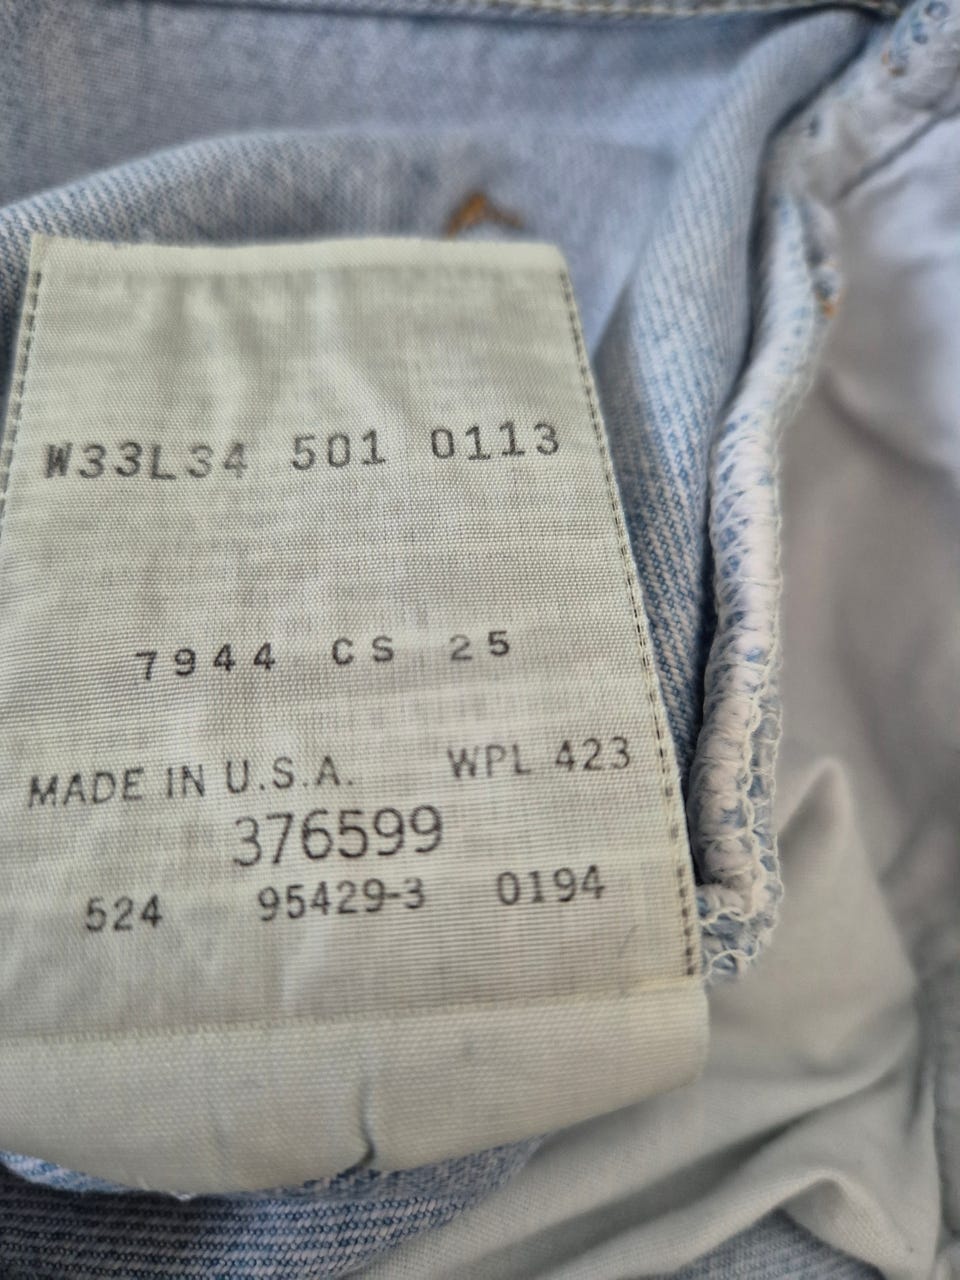 W33L34 501 0113
7944 CS 25
MADE IN U.S.A. WPL 423
376599
524 95429-3 0194